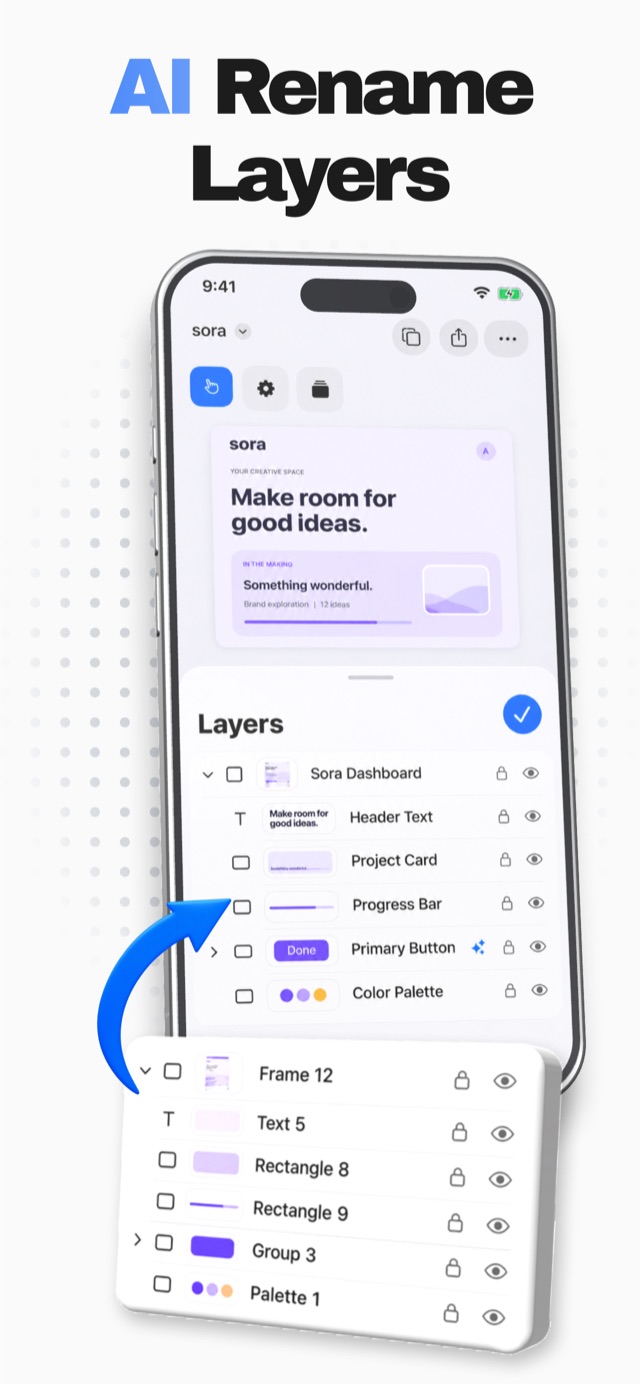 AI Rename
Layers
9:41
sora
sora
A
YOUR CREATIVE SPACE
Make room for
good ideas.
IN THE MAKING
Something wonderful.
Brand exploration | 12 ideas
Layers
Sora Dashboard
T
Make room for
good ideas.
Header Text
Project Card
Progress Bar
Done
Primary Button
Color Palette
Frame 12
T
Text 5
Rectangle 8
Rectangle 9
Group 3
Palette 1